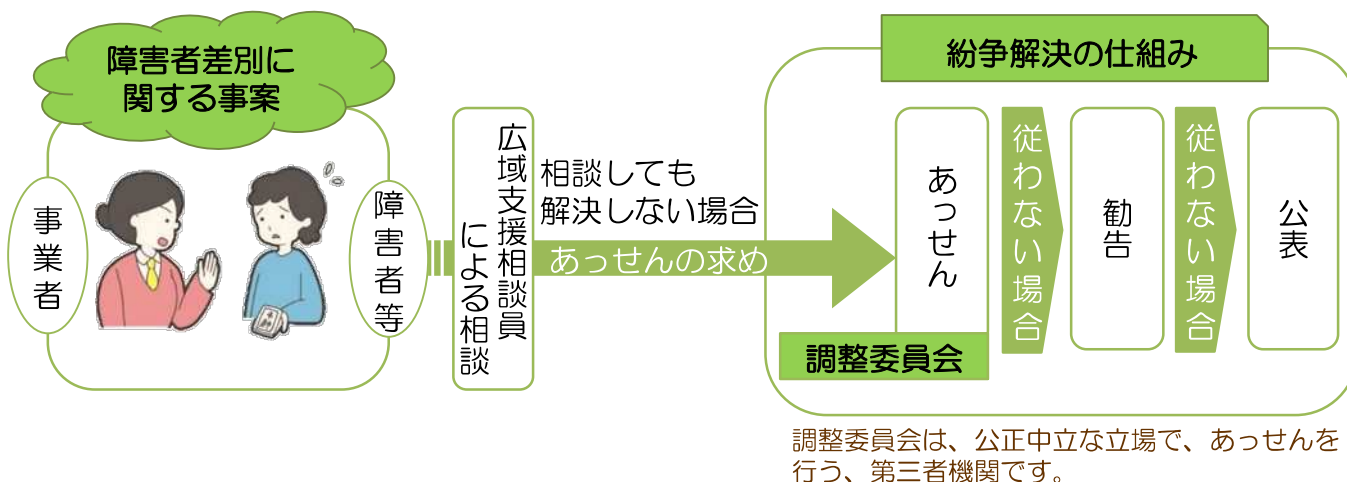 障害者差別に
関する事案
事業者
障害者等
広域支援相談員
による相談
相談しても
解決しない場合
あっせんの求め
紛争解決の仕組み
あっせん
調整委員会
従わない場合
勧告
従わない場合
公表
調整委員会は、公正中立な立場で、あっせんを
行う、第三者機関です。